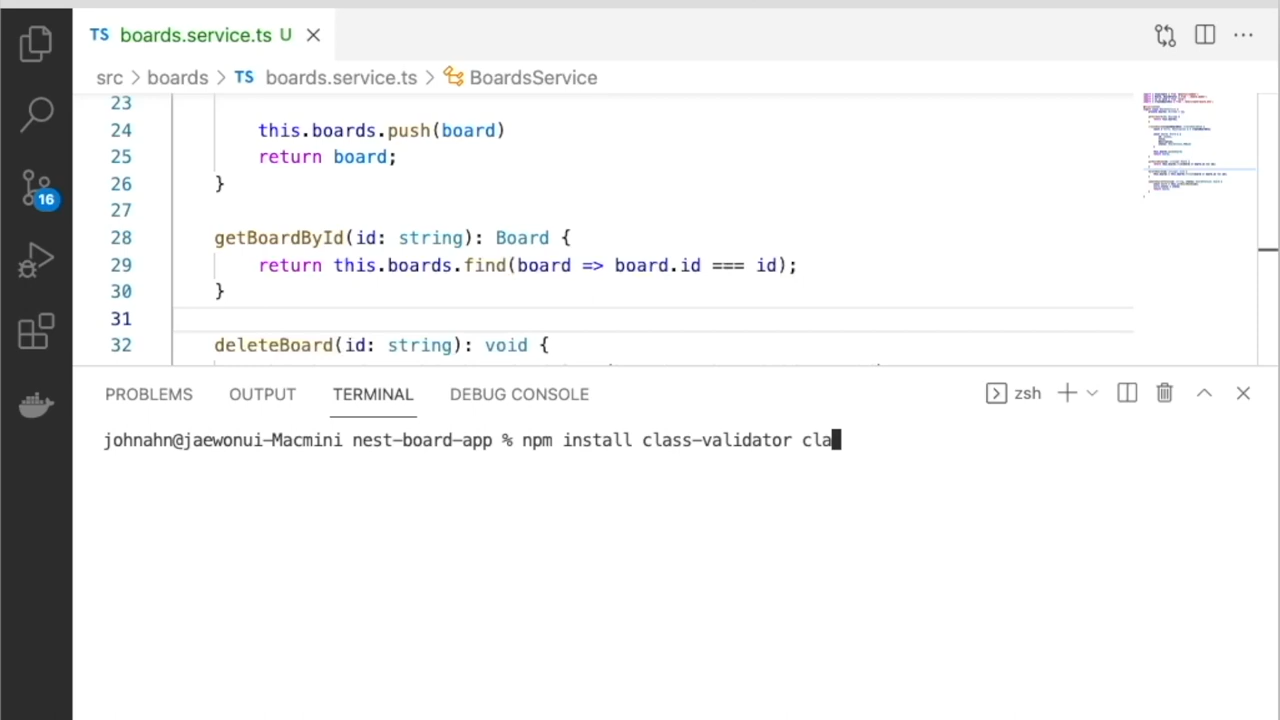 TS boards.service.ts U
src > boards > TS boards.service.ts > BoardsService
23
24 this.boards.push(board)
25 return board;
26 }
27
28 getBoardById(id: string): Board {
29 return this.boards.find(board => board.id === id);
30 }
31
32 deleteBoard(id: string): void {
16
PROBLEMS OUTPUT TERMINAL DEBUG CONSOLE zsh
johnahn@jaewonui-Macmini nest-board-app % npm install class-validator cla